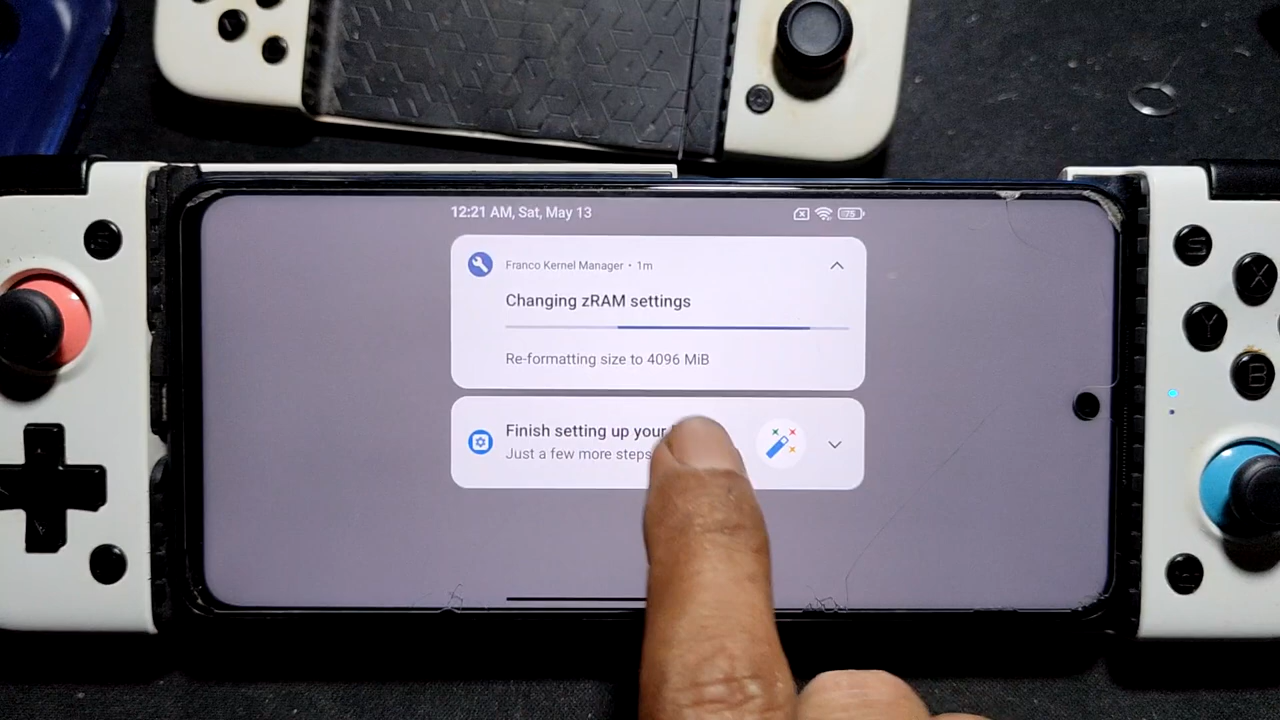 12:21 AM, Sat, May 13
75
Franco Kernel Manager • 1m
Changing zRAM settings
Re-formatting size to 4096 MiB
Finish setting up your
Just a few more steps
S
X
Y
B